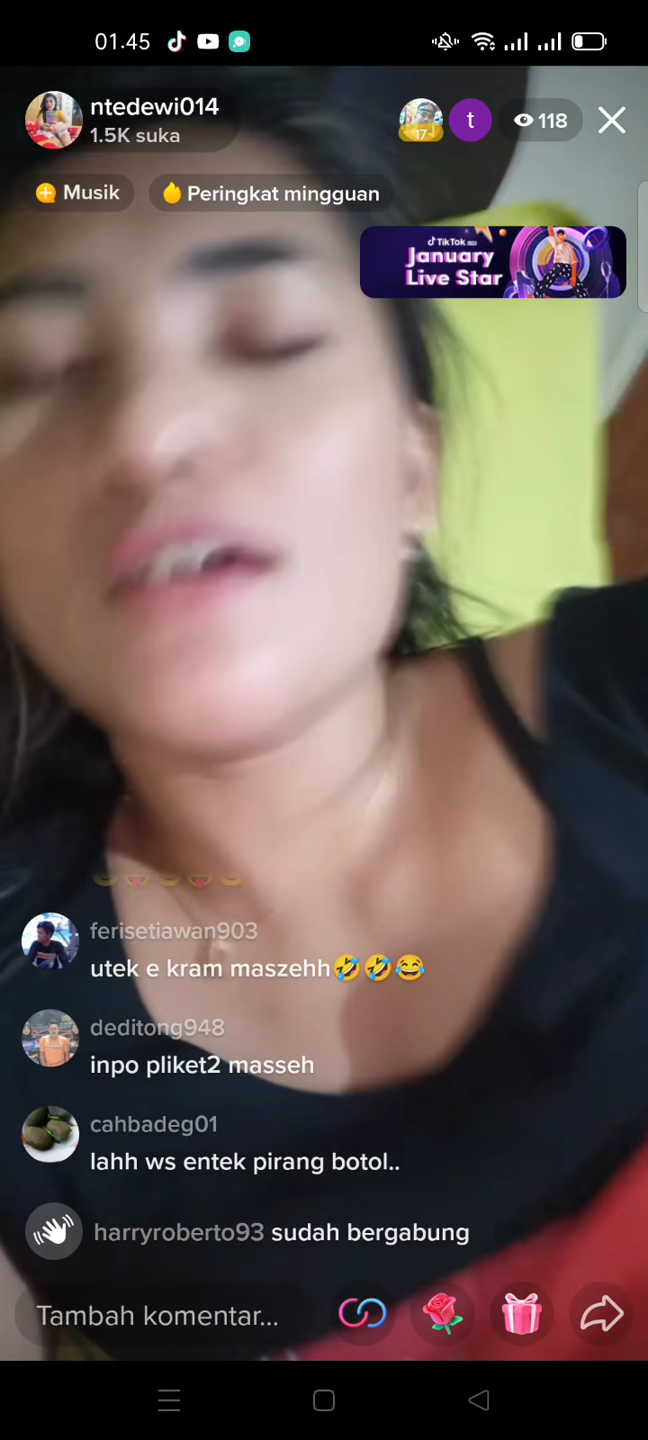 01.45
ntedewi014
1.5K suka
17
t
118
Musik
Peringkat mingguan
TikTok
January
Live Star
ferisetiawan903
utek e kram maszehh🤣🤣😂
deditong948
inpo pliket2 masseh
cahbadeg01
lahh ws entek pirang botol..
harryroberto93 sudah bergabung
Tambah komentar...